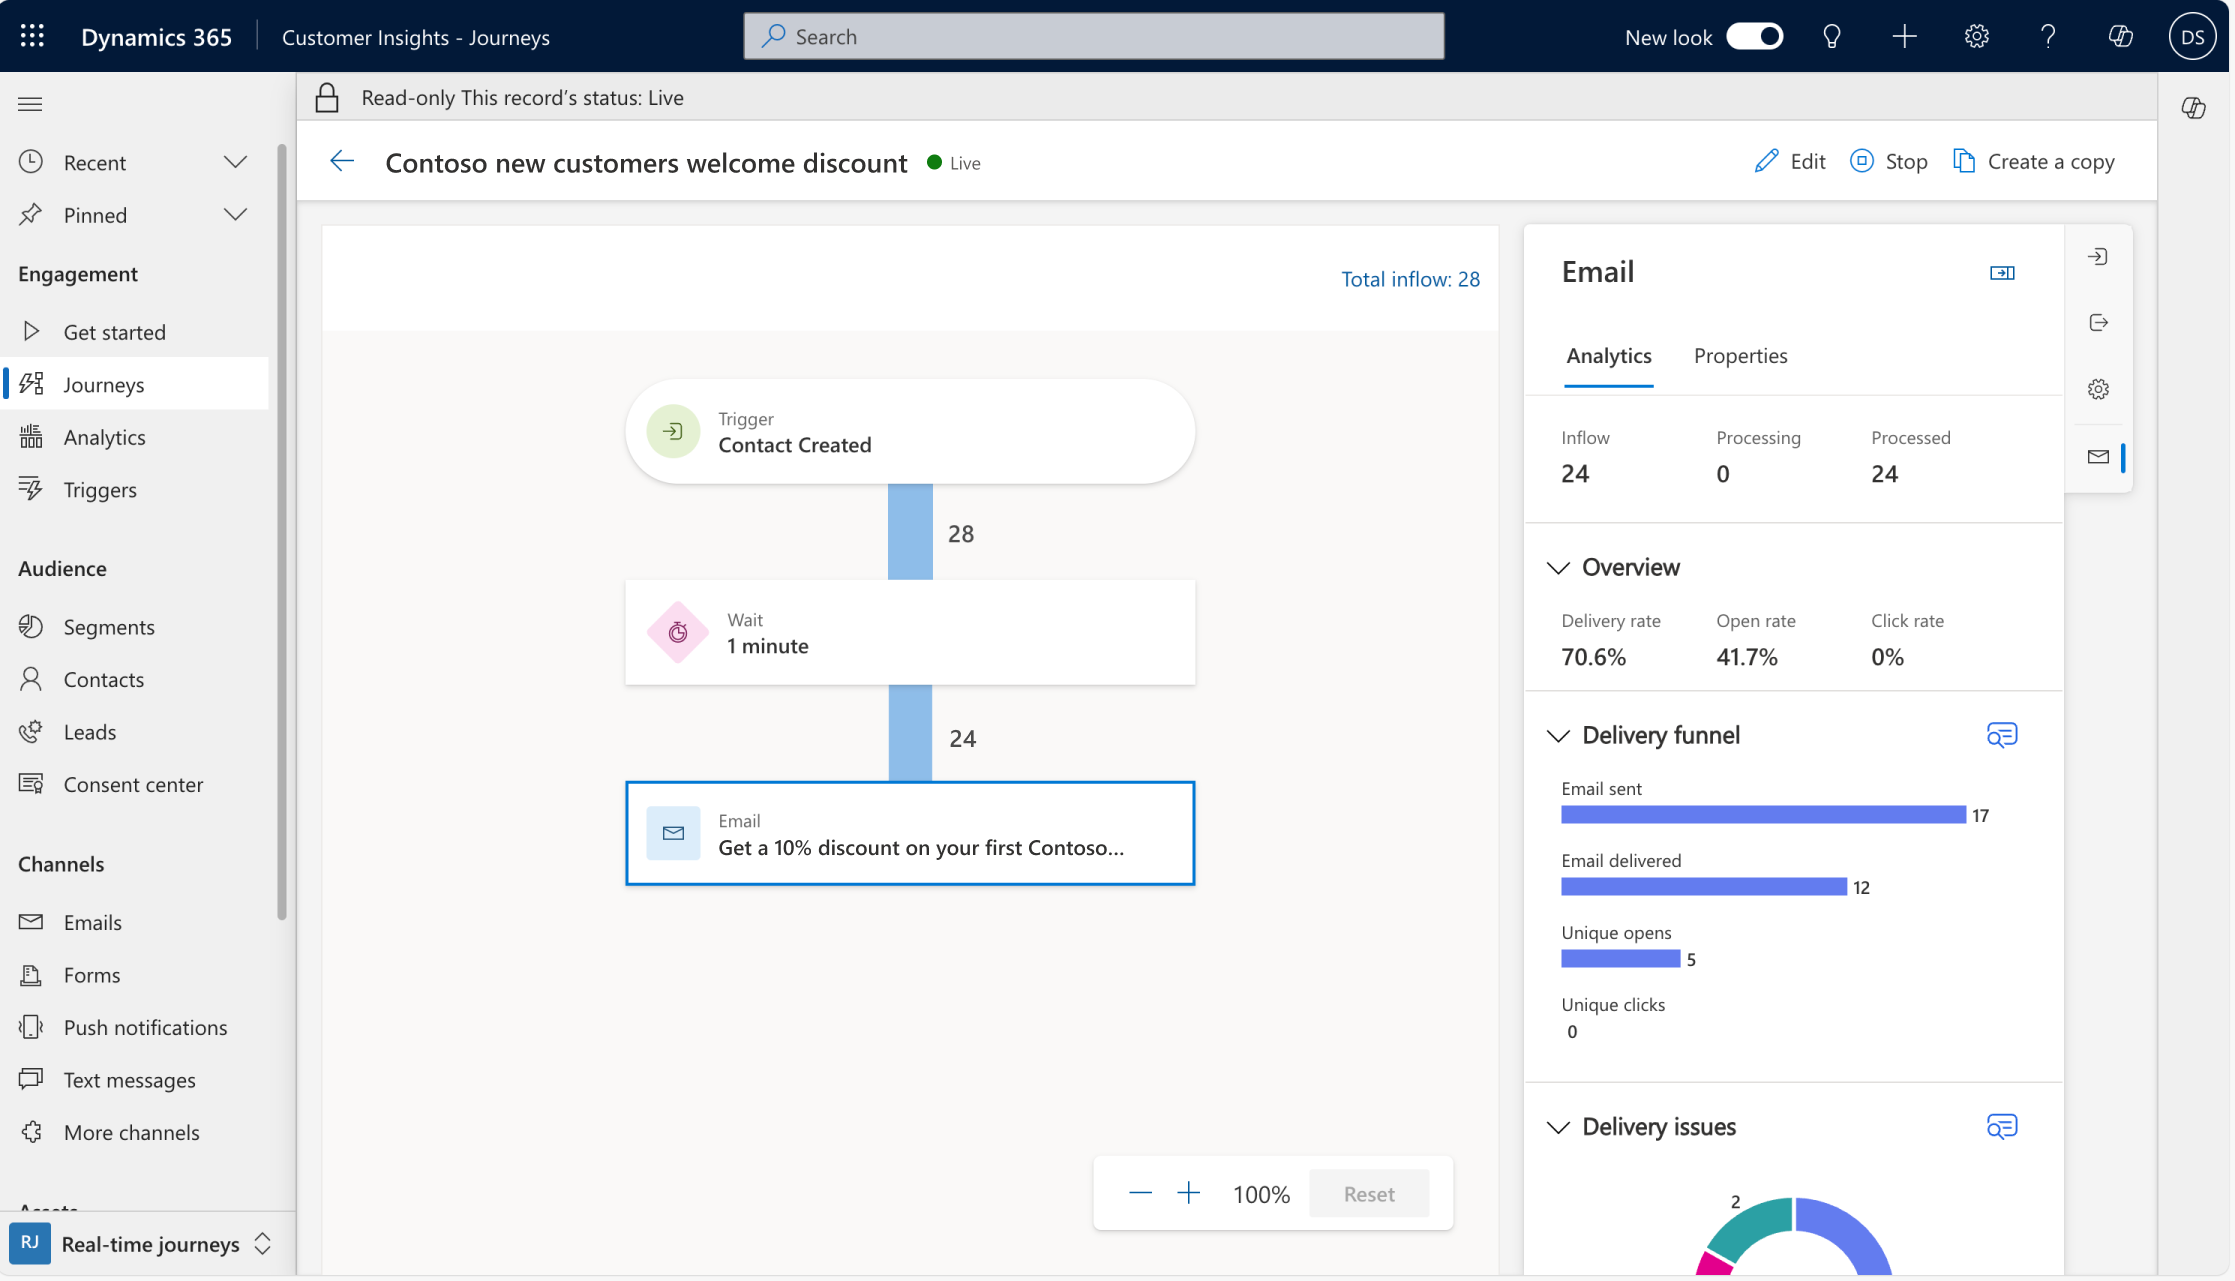 Dynamics 365
Customer Insights - Journeys
Search
New look
DS
Read-only This record's status: Live
Contoso new customers welcome discount
Live
Edit
Stop
Create a copy
Recent
Pinned
Engagement
Get started
Journeys
Analytics
Triggers
Audience
Segments
Contacts
Leads
Consent center
Channels
Emails
Forms
Push notifications
Text messages
More channels
Assets
RJ
Real-time journeys
Total inflow: 28
Trigger
Contact Created
28
Wait
1 minute
24
Email
Get a 10% discount on your first Contoso...
100%
Reset
Email
Analytics
Properties
Inflow
Processing
Processed
24
0
24
Overview
Delivery rate
Open rate
Click rate
70.6%
41.7%
0%
Delivery funnel
Email sent
17
Email delivered
12
Unique opens
5
Unique clicks
0
Delivery issues
2